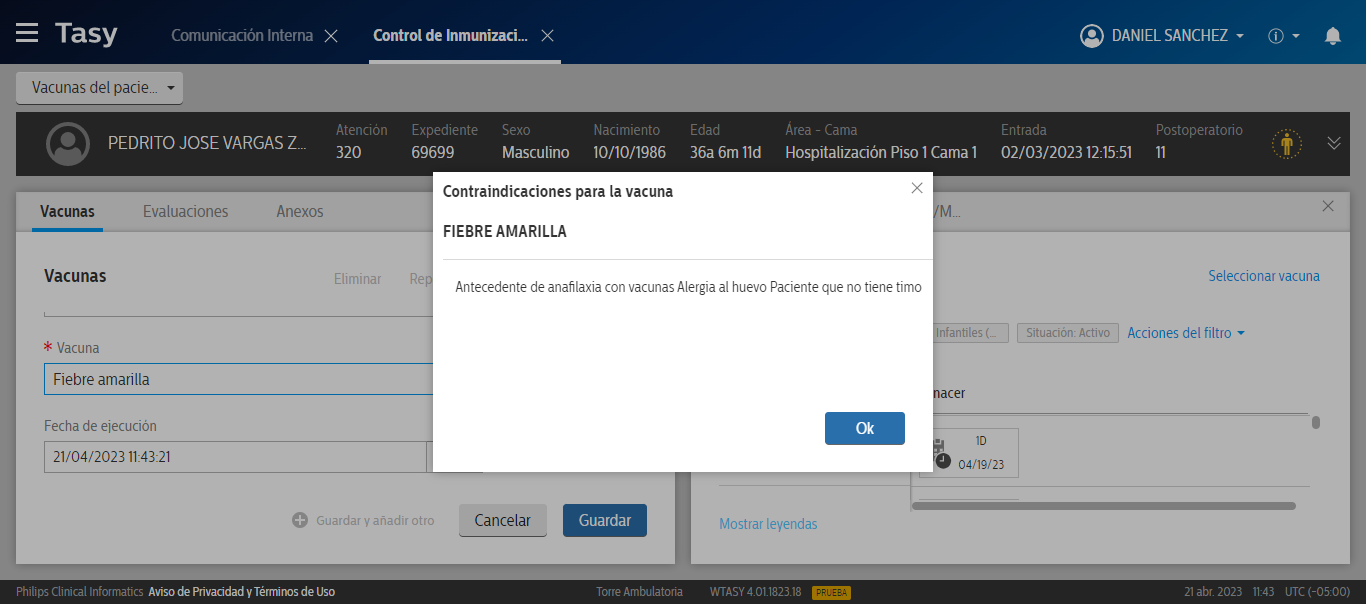 Tasy
Comunicación Interna
Control de Inmunizaci...
DANIEL SANCHEZ
Vacunas del pacie...
PEDRITO JOSE VARGAS Z...
Atención
320
Expediente
69699
Sexo
Masculino
Nacimiento
10/10/1986
Edad
36a 6m 11d
Área - Cama
Hospitalización Piso 1 Cama 1
Entrada
02/03/2023 12:15:51
Postoperatorio
11
Vacunas
Evaluaciones
Anexos
/M...
Contraindicaciones para la vacuna
FIEBRE AMARILLA
Antecedente de anafilaxia con vacunas Alergia al huevo Paciente que no tiene timo
Ok
Vacunas
Eliminar
Rep
Seleccionar vacuna
* Vacuna
Fiebre amarilla
Fecha de ejecución
21/04/2023 11:43:21
Guardar y añadir otro
Cancelar
Guardar
Infantiles (...
Situación: Activo
Acciones del filtro
nacer
1D
04/19/23
Mostrar leyendas
Philips Clinical Informatics Aviso de Privacidad y Términos de Uso
Torre Ambulatoria
WTASY 4.01.1823.18
PRUEBA
21 abr. 2023 11:43 UTC (-05:00)